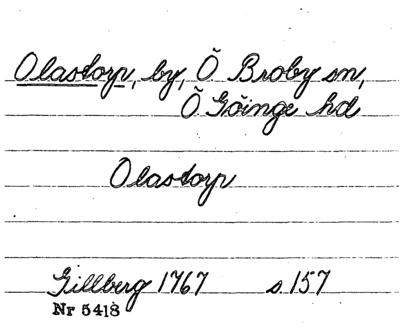 Olastorp, by, Ö Broby sn,
Ö Göinge hd
Olastorp
Gillberg 1767 s. 157
Nr 5418